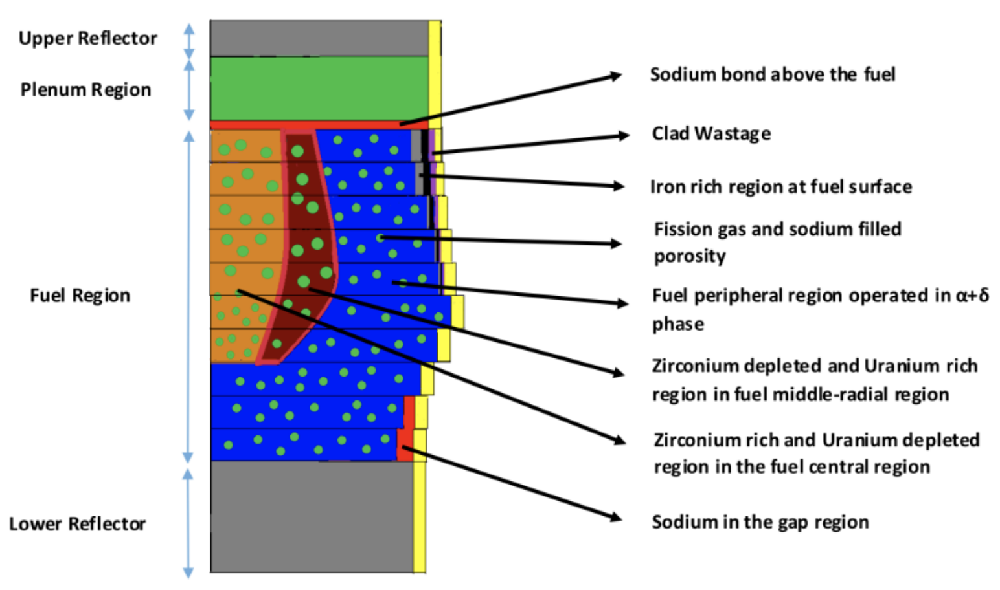 Upper Reflector
Plenum Region
Fuel Region
Lower Reflector
Sodium bond above the fuel
Clad Wastage
Iron rich region at fuel surface
Fission gas and sodium filled
porosity
Fuel peripheral region operated in α+δ
phase
Zirconium depleted and Uranium rich
region in fuel middle-radial region
Zirconium rich and Uranium depleted
region in the fuel central region
Sodium in the gap region